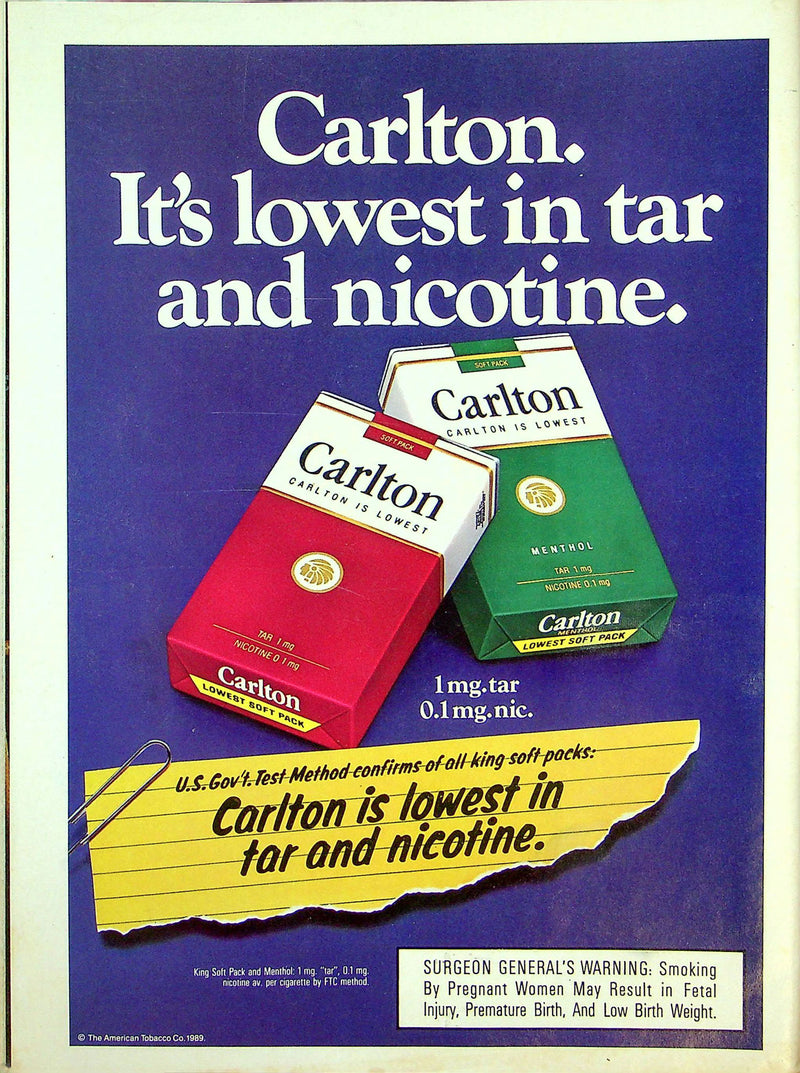 Carlton.
It's lowest in tar
and nicotine.
SOFT PACK
Carlton
CARLTON IS LOWEST
MENTHOL
TAR 1 mg
NICOTINE 0.1 mg
Carlton
MENTHOL
LOWEST SOFT PACK
SOFT PACK
Carlton
CARLTON IS LOWEST
TAR 1 mg
NICOTINE 0.1 mg
Carlton
LOWEST SOFT PACK
1 mg. tar
0.1 mg. nic.
U.S. Gov't. Test Method confirms of all king soft packs:
Carlton is lowest in
tar and nicotine.
King Soft Pack and Menthol: 1 mg. "tar", 0.1 mg.
nicotine av. per cigarette by FTC method.
SURGEON GENERAL'S WARNING: Smoking
By Pregnant Women May Result in Fetal
Injury, Premature Birth, And Low Birth Weight.
© The American Tobacco Co. 1989.